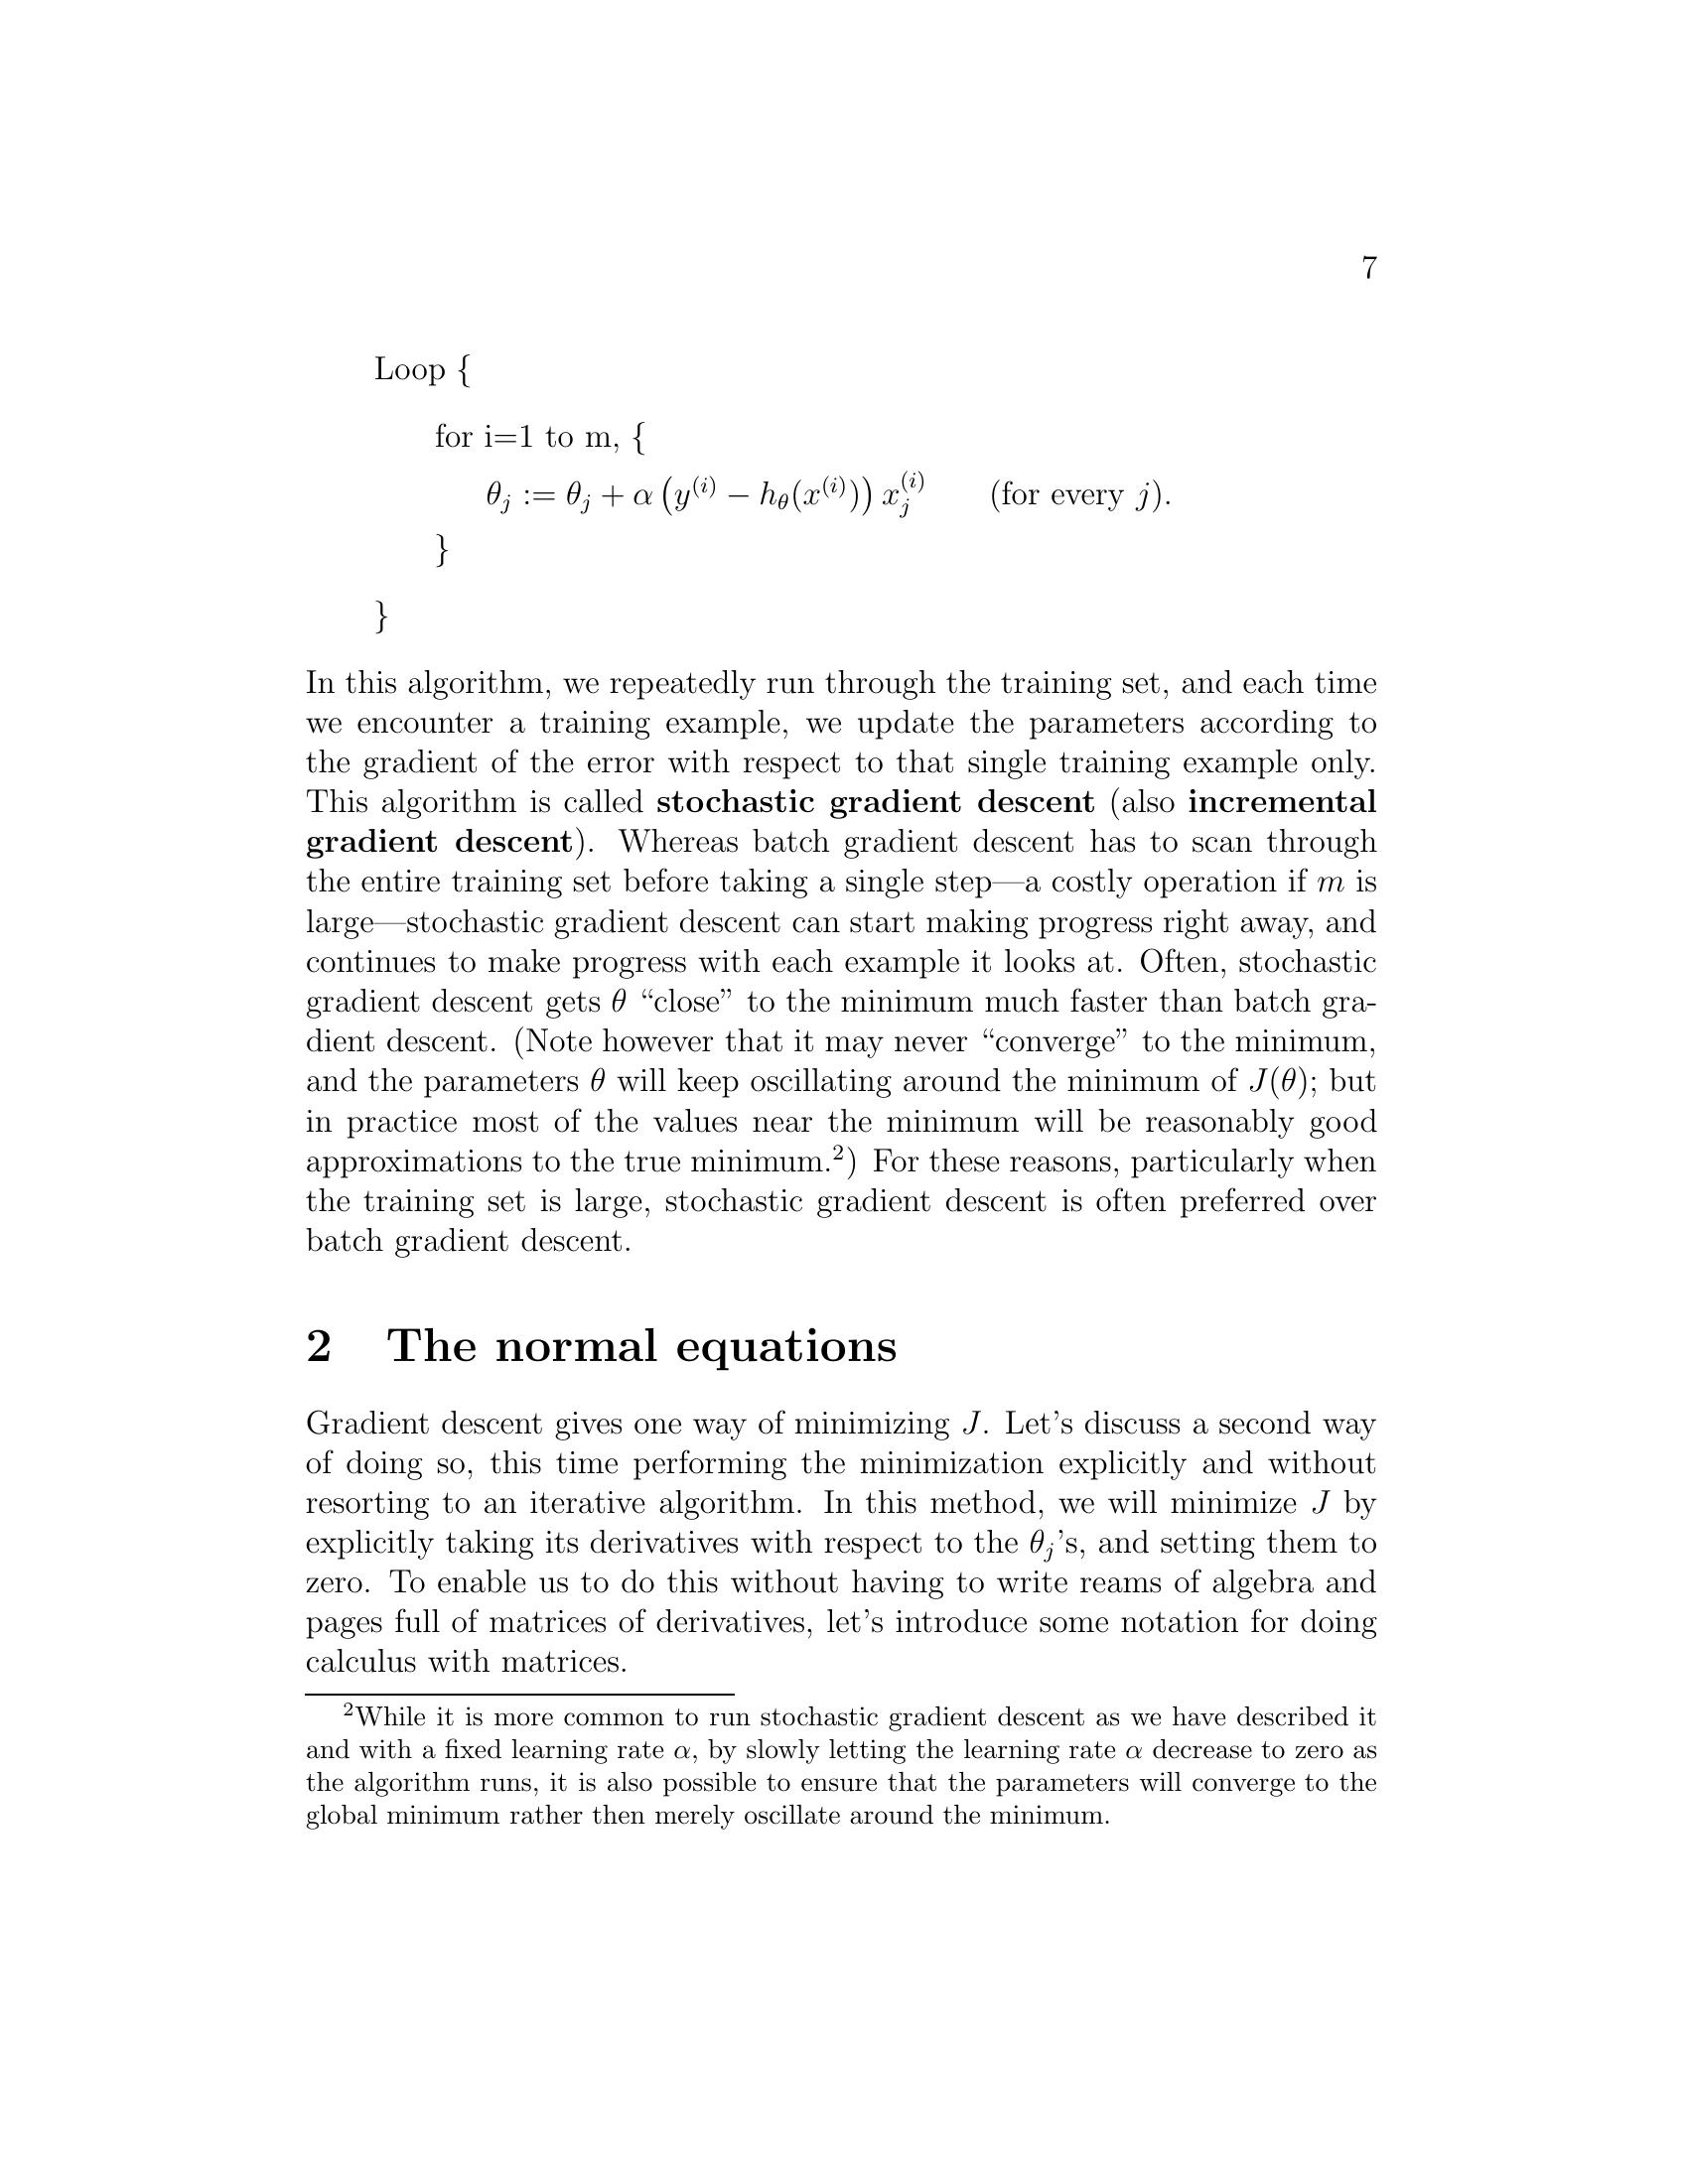 7
Loop {
for i=1 to m, {
θ_j := θ_j + α (y^(i) − h_θ(x^(i))) x_j^(i) (for every j).
}
}
In this algorithm, we repeatedly run through the training set, and each time
we encounter a training example, we update the parameters according to
the gradient of the error with respect to that single training example only.
This algorithm is called stochastic gradient descent (also incremental
gradient descent). Whereas batch gradient descent has to scan through
the entire training set before taking a single step—a costly operation if m is
large—stochastic gradient descent can start making progress right away, and
continues to make progress with each example it looks at. Often, stochastic
gradient descent gets θ “close” to the minimum much faster than batch gra-
dient descent. (Note however that it may never “converge” to the minimum,
and the parameters θ will keep oscillating around the minimum of J(θ); but
in practice most of the values near the minimum will be reasonably good
approximations to the true minimum.²) For these reasons, particularly when
the training set is large, stochastic gradient descent is often preferred over
batch gradient descent.
2 The normal equations
Gradient descent gives one way of minimizing J. Let’s discuss a second way
of doing so, this time performing the minimization explicitly and without
resorting to an iterative algorithm. In this method, we will minimize J by
explicitly taking its derivatives with respect to the θ_j’s, and setting them to
zero. To enable us to do this without having to write reams of algebra and
pages full of matrices of derivatives, let’s introduce some notation for doing
calculus with matrices.
²While it is more common to run stochastic gradient descent as we have described it
and with a fixed learning rate α, by slowly letting the learning rate α decrease to zero as
the algorithm runs, it is also possible to ensure that the parameters will converge to the
global minimum rather then merely oscillate around the minimum.